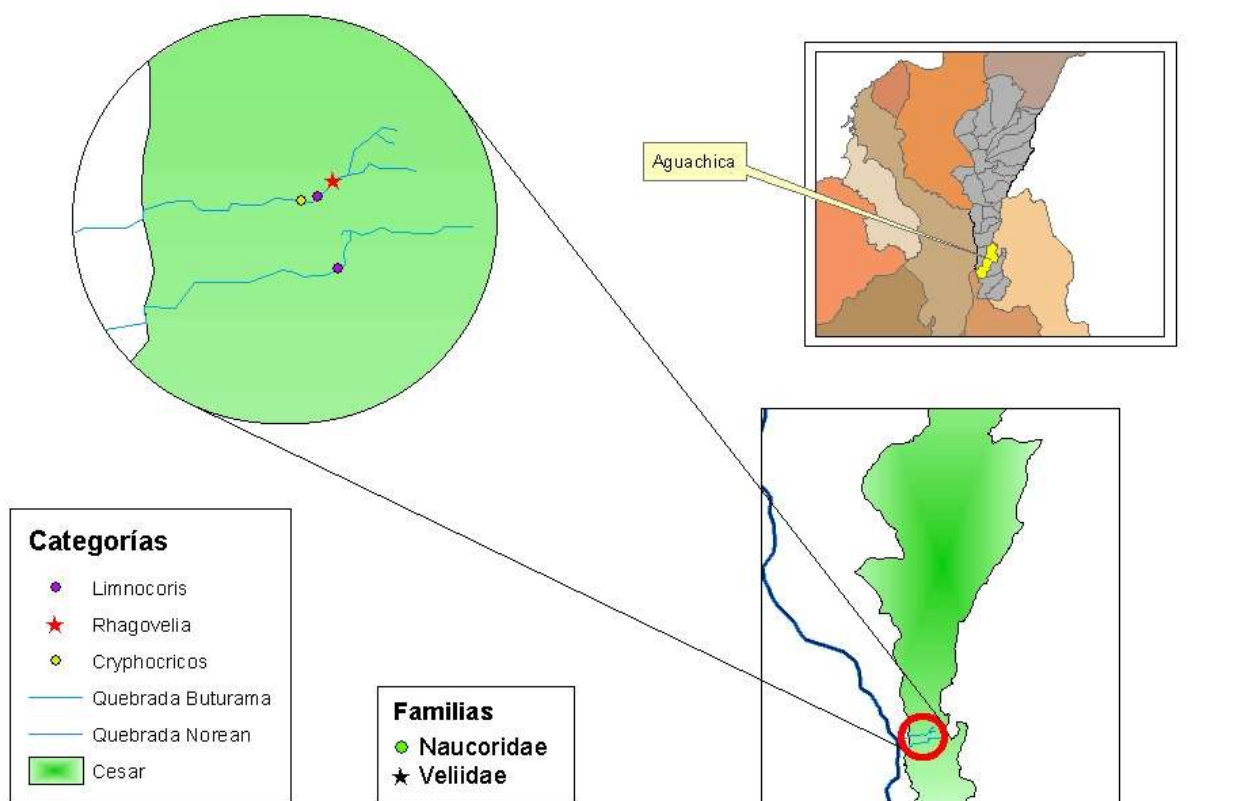 Aguachica
Categorías
Limnocoris
Rhagovelia
Cryphocricos
Quebrada Buturama
Quebrada Norean
Cesar
Familias
Naucoridae
Veliidae